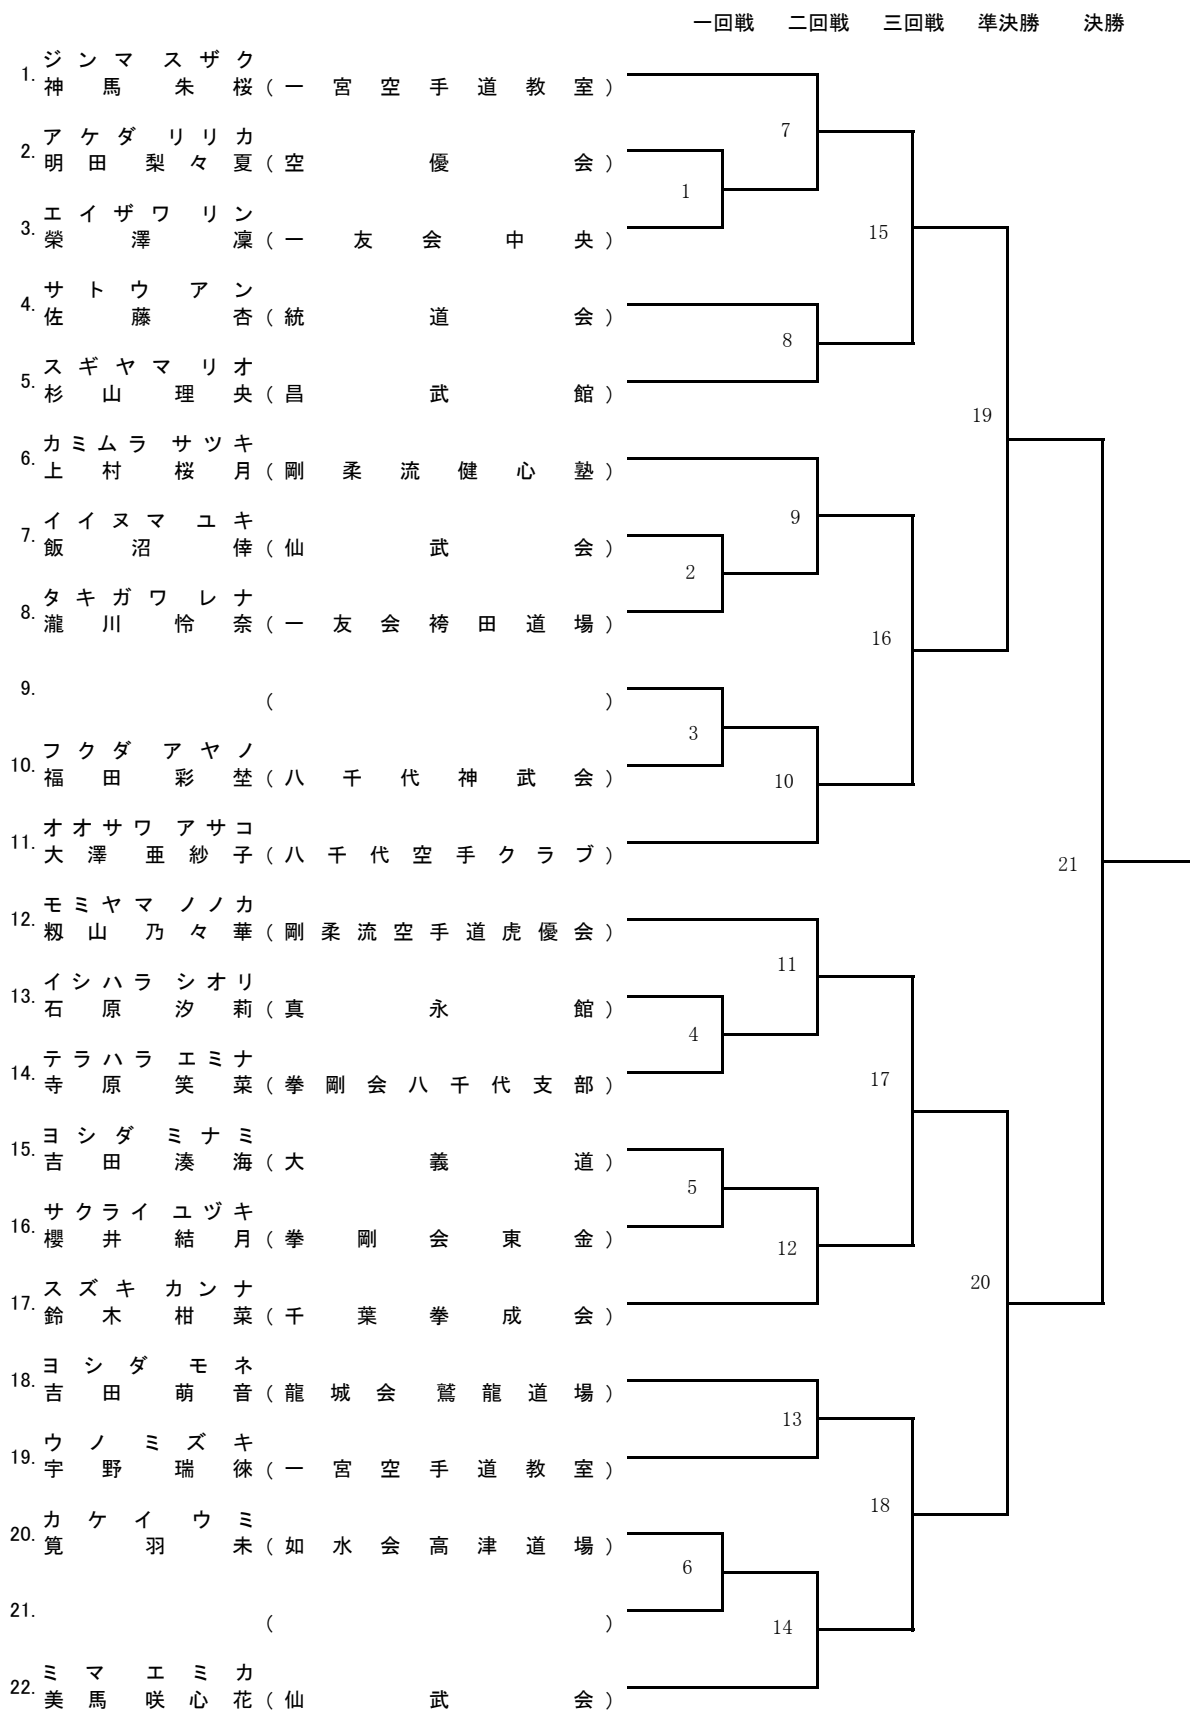 一回戦 二回戦 三回戦 準決勝 決勝
ジンマ スザク
1. 神馬 朱桜 (一宮空手道教室)
アケダ リリカ
2. 明田 梨々夏 (空優会)
エイザワ リン
3. 榮澤 凜 (一友会中央)
サトウ アン
4. 佐藤 杏 (統道会)
スギヤマ リオ
5. 杉山 理央 (昌武館)
カミムラ サツキ
6. 上村 桜月 (剛柔流健心塾)
イイヌマ ユキ
7. 飯沼 倖 (仙武会)
タキガワ レナ
8. 瀧川 怜奈 (一友会袴田道場)
9. ( )
フクダ アヤノ
10. 福田 彩埜 (八千代神武会)
オオサワ アサコ
11. 大澤 亜紗子 (八千代空手クラブ)
モミヤマ ノノカ
12. 籾山 乃々華 (剛柔流空手道虎優会)
イシハラ シオリ
13. 石原 汐莉 (真永館)
テラハラ エミナ
14. 寺原 笑菜 (拳剛会八千代支部)
ヨシダ ミナミ
15. 吉田 湊海 (大義道)
サクライ ユヅキ
16. 櫻井 結月 (拳剛会東金)
スズキ カンナ
17. 鈴木 柑菜 (千葉拳成会)
ヨシダ モネ
18. 吉田 萌音 (龍城会 鷲龍道場)
ウノ ミズキ
19. 宇野 瑞徠 (一宮空手道教室)
カケイ ウミ
20. 筧 羽未 (如水会高津道場)
21. ( )
ミマ エミカ
22. 美馬 咲心花 (仙武会)
7
1
15
8
19
9
2
16
3
10
21
11
4
17
5
12
20
13
18
6
14